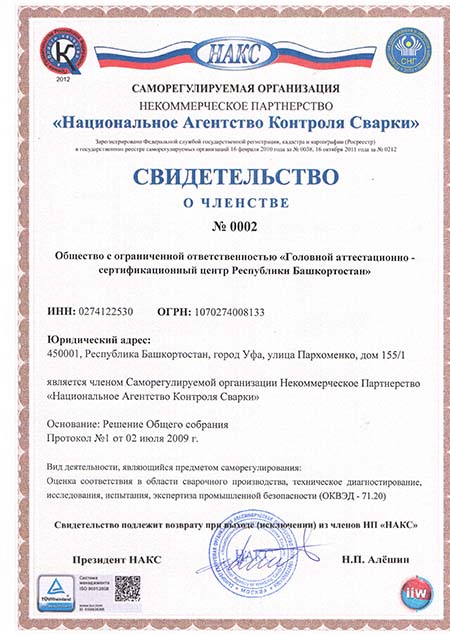 НАКС
2012
СНГ
САМОРЕГУЛИРУЕМАЯ ОРГАНИЗАЦИЯ
НЕКОММЕРЧЕСКОЕ ПАРТНЕРСТВО
«Национальное Агентство Контроля Сварки»
Зарегистрировано Федеральной службой государственной регистрации, кадастра и картографии (Росреестр)
в государственном реестре саморегулируемых организаций 16 февраля 2010 года за № 0038, 16 октября 2011 года за № 0212
СВИДЕТЕЛЬСТВО
О ЧЛЕНСТВЕ
№ 0002
Общество с ограниченной ответственностью «Головной аттестационно -
сертификационный центр Республики Башкортостан»
ИНН: 0274122530 ОГРН: 1070274008133
Юридический адрес:
450001, Республика Башкортостан, город Уфа, улица Пархоменко, дом 155/1
является членом Саморегулируемой организации Некоммерческое Партнерство
«Национальное Агентство Контроля Сварки»
Основание: Решение Общего собрания
Протокол №1 от 02 июля 2009 г.
Вид деятельности, являющийся предметом саморегулирования:
Оценка соответствия в области сварочного производства, техническое диагностирование,
исследования, испытания, экспертиза промышленной безопасности (ОКВЭД - 71.20)
Свидетельство подлежит возврату при выходе (исключении) из членов НП «НАКС»
Президент НАКС Н.П. Алёшин
НАКС
МОСКВА
Система
менеджмента
ISO 9001:2008
TÜVRheinland
iiw